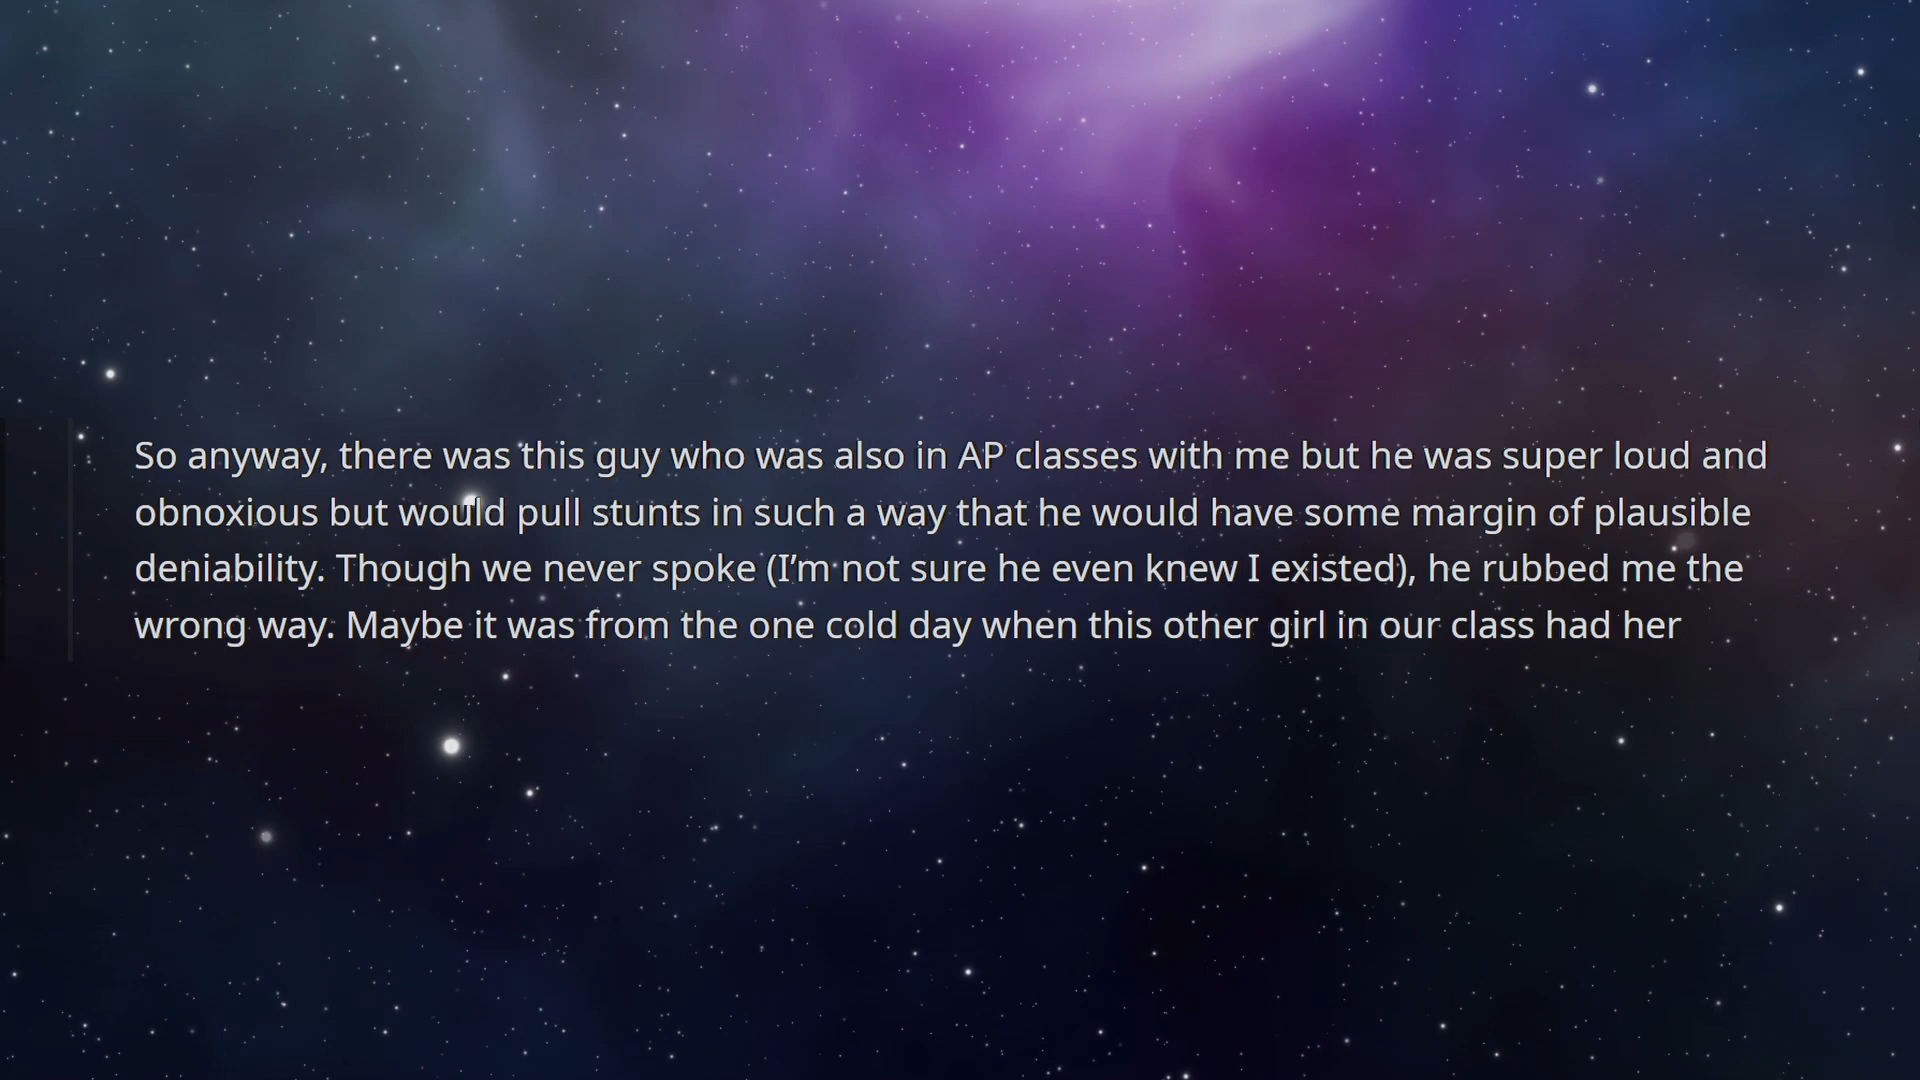 So anyway, there was this guy who was also in AP classes with me but he was super loud and
obnoxious but would pull stunts in such a way that he would have some margin of plausible
deniability. Though we never spoke (I’m not sure he even knew I existed), he rubbed me the
wrong way. Maybe it was from the one cold day when this other girl in our class had her